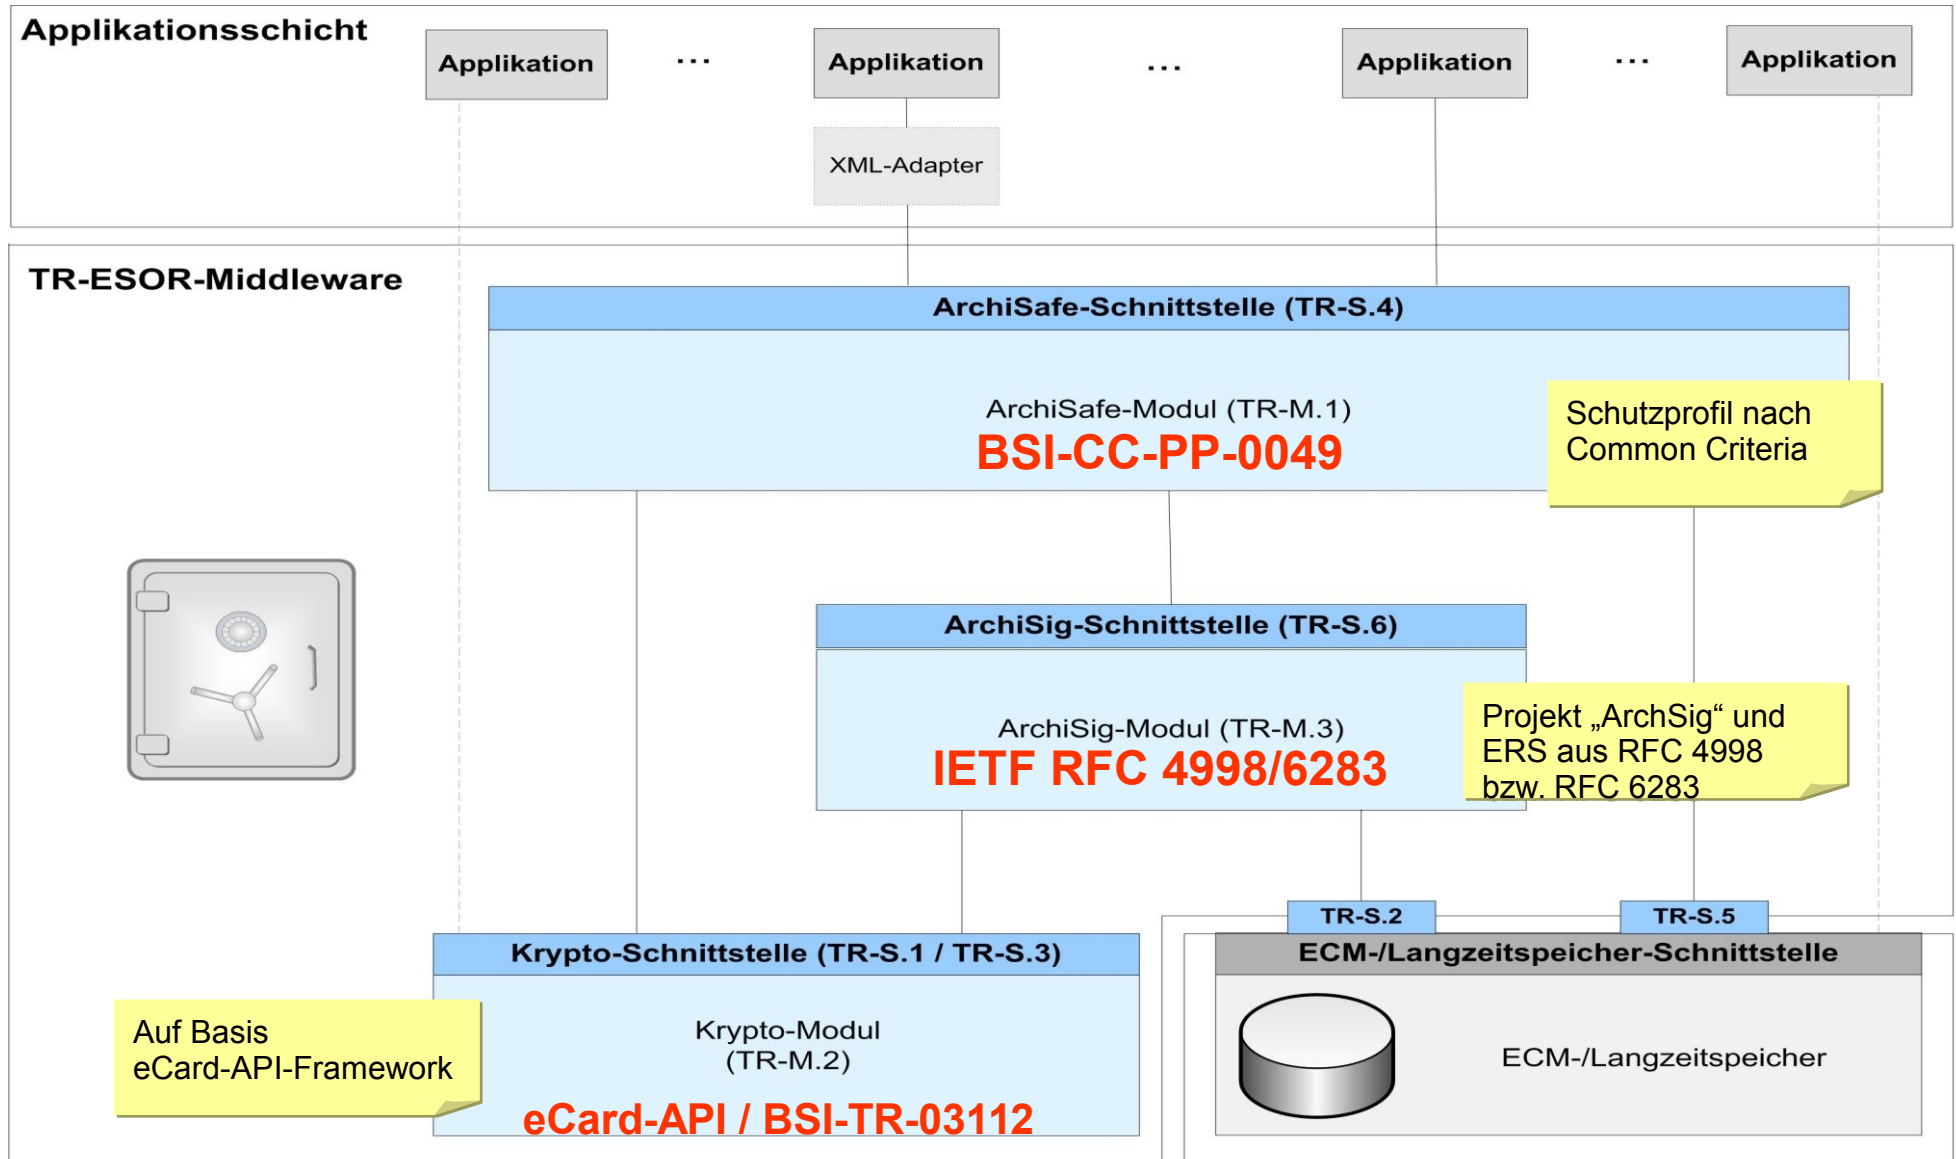 Applikationsschicht
Applikation ... Applikation ... Applikation ... Applikation
XML-Adapter
TR-ESOR-Middleware
ArchiSafe-Schnittstelle (TR-S.4)
ArchiSafe-Modul (TR-M.1)
BSI-CC-PP-0049
Schutzprofil nach
Common Criteria
ArchiSig-Schnittstelle (TR-S.6)
ArchiSig-Modul (TR-M.3)
IETF RFC 4998/6283
Projekt „ArchSig“ und
ERS aus RFC 4998
bzw. RFC 6283
TR-S.2
TR-S.5
Krypto-Schnittstelle (TR-S.1 / TR-S.3)
Krypto-Modul
(TR-M.2)
eCard-API / BSI-TR-03112
Auf Basis
eCard-API-Framework
ECM-/Langzeitspeicher-Schnittstelle
ECM-/Langzeitspeicher